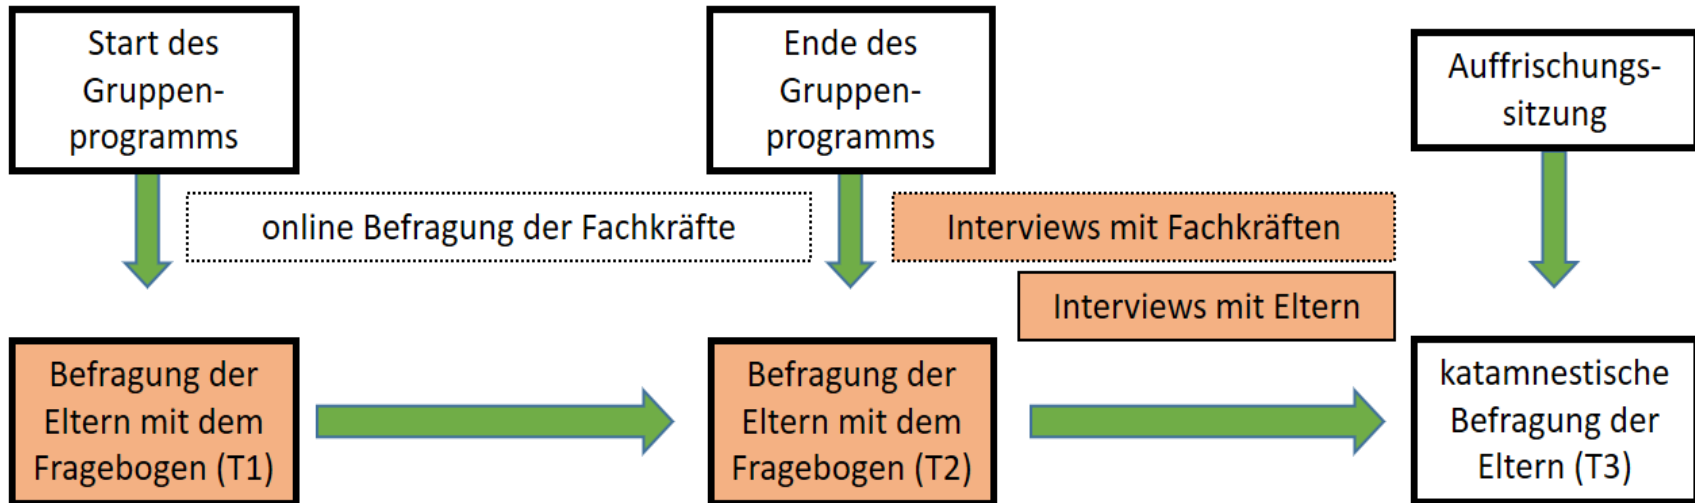 Start des
Gruppen-
programms
Ende des
Gruppen-
programms
Auffrischungs-
sitzung
online Befragung der Fachkräfte
Interviews mit Fachkräften
Interviews mit Eltern
Befragung der
Eltern mit dem
Fragebogen (T1)
Befragung der
Eltern mit dem
Fragebogen (T2)
katamnestische
Befragung der
Eltern (T3)